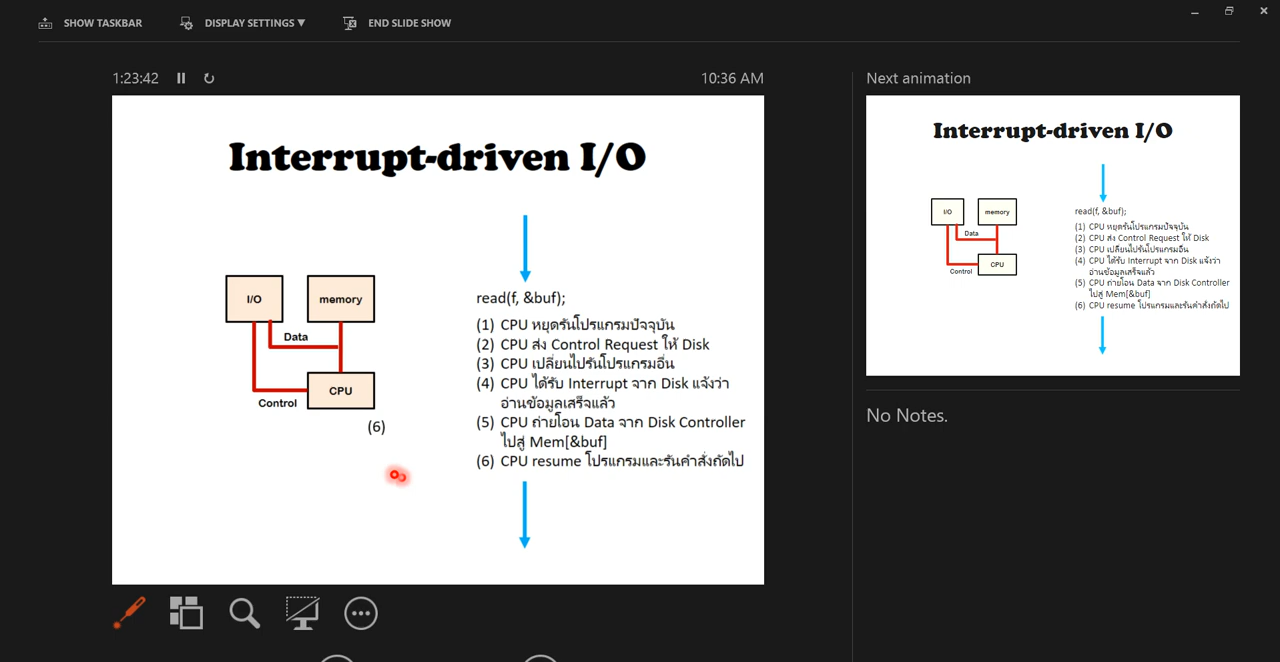 SHOW TASKBAR
DISPLAY SETTINGS ▼
END SLIDE SHOW
1:23:42
10:36 AM
Interrupt-driven I/O
I/O
memory
Data
CPU
Control
(6)
read(f, &buf);
(1) CPU หยุดรันโปรแกรมปัจจุบัน
(2) CPU ส่ง Control Request ให้ Disk
(3) CPU เปลี่ยนไปรันโปรแกรมอื่น
(4) CPU ได้รับ Interrupt จาก Disk แจ้งว่า
อ่านข้อมูลเสร็จแล้ว
(5) CPU ถ่ายโอน Data จาก Disk Controller
ไปสู่ Mem[&buf]
(6) CPU resume โปรแกรมและรันคำสั่งถัดไป
Next animation
Interrupt-driven I/O
I/O
memory
Data
CPU
Control
read(f, &buf);
(1) CPU หยุดรันโปรแกรมปัจจุบัน
(2) CPU ส่ง Control Request ให้ Disk
(3) CPU เปลี่ยนไปรันโปรแกรมอื่น
(4) CPU ได้รับ Interrupt จาก Disk แจ้งว่า
อ่านข้อมูลเสร็จแล้ว
(5) CPU ถ่ายโอน Data จาก Disk Controller
ไปสู่ Mem[&buf]
(6) CPU resume โปรแกรมและรันคำสั่งถัดไป
No Notes.